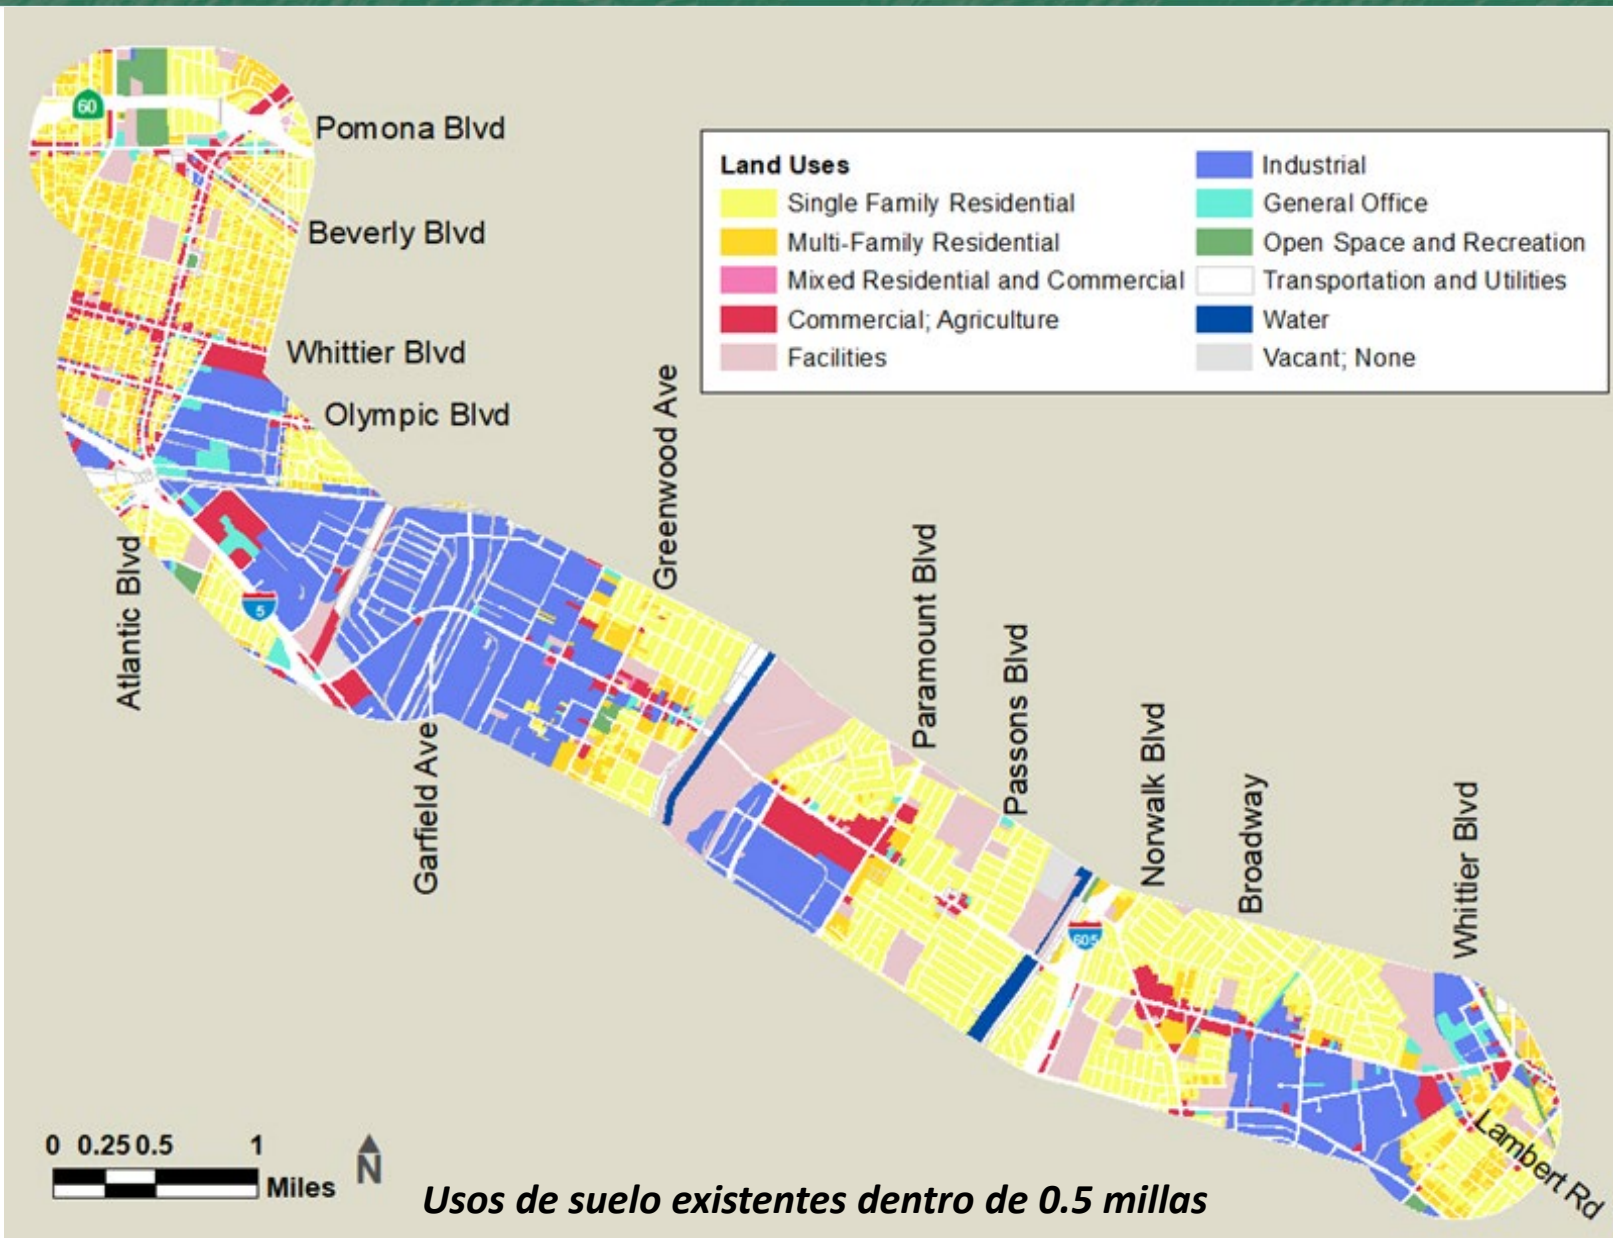 60
Pomona Blvd
Beverly Blvd
Whittier Blvd
Olympic Blvd
Land Uses
Single Family Residential
Multi-Family Residential
Mixed Residential and Commercial
Commercial; Agriculture
Facilities
Industrial
General Office
Open Space and Recreation
Transportation and Utilities
Water
Vacant; None
Greenwood Ave
Atlantic Blvd
5
Garfield Ave
Paramount Blvd
Passons Blvd
605
Norwalk Blvd
Broadway
Whittier Blvd
Lambert Rd
0 0.25 0.5 1
Miles
N
Usos de suelo existentes dentro de 0.5 millas